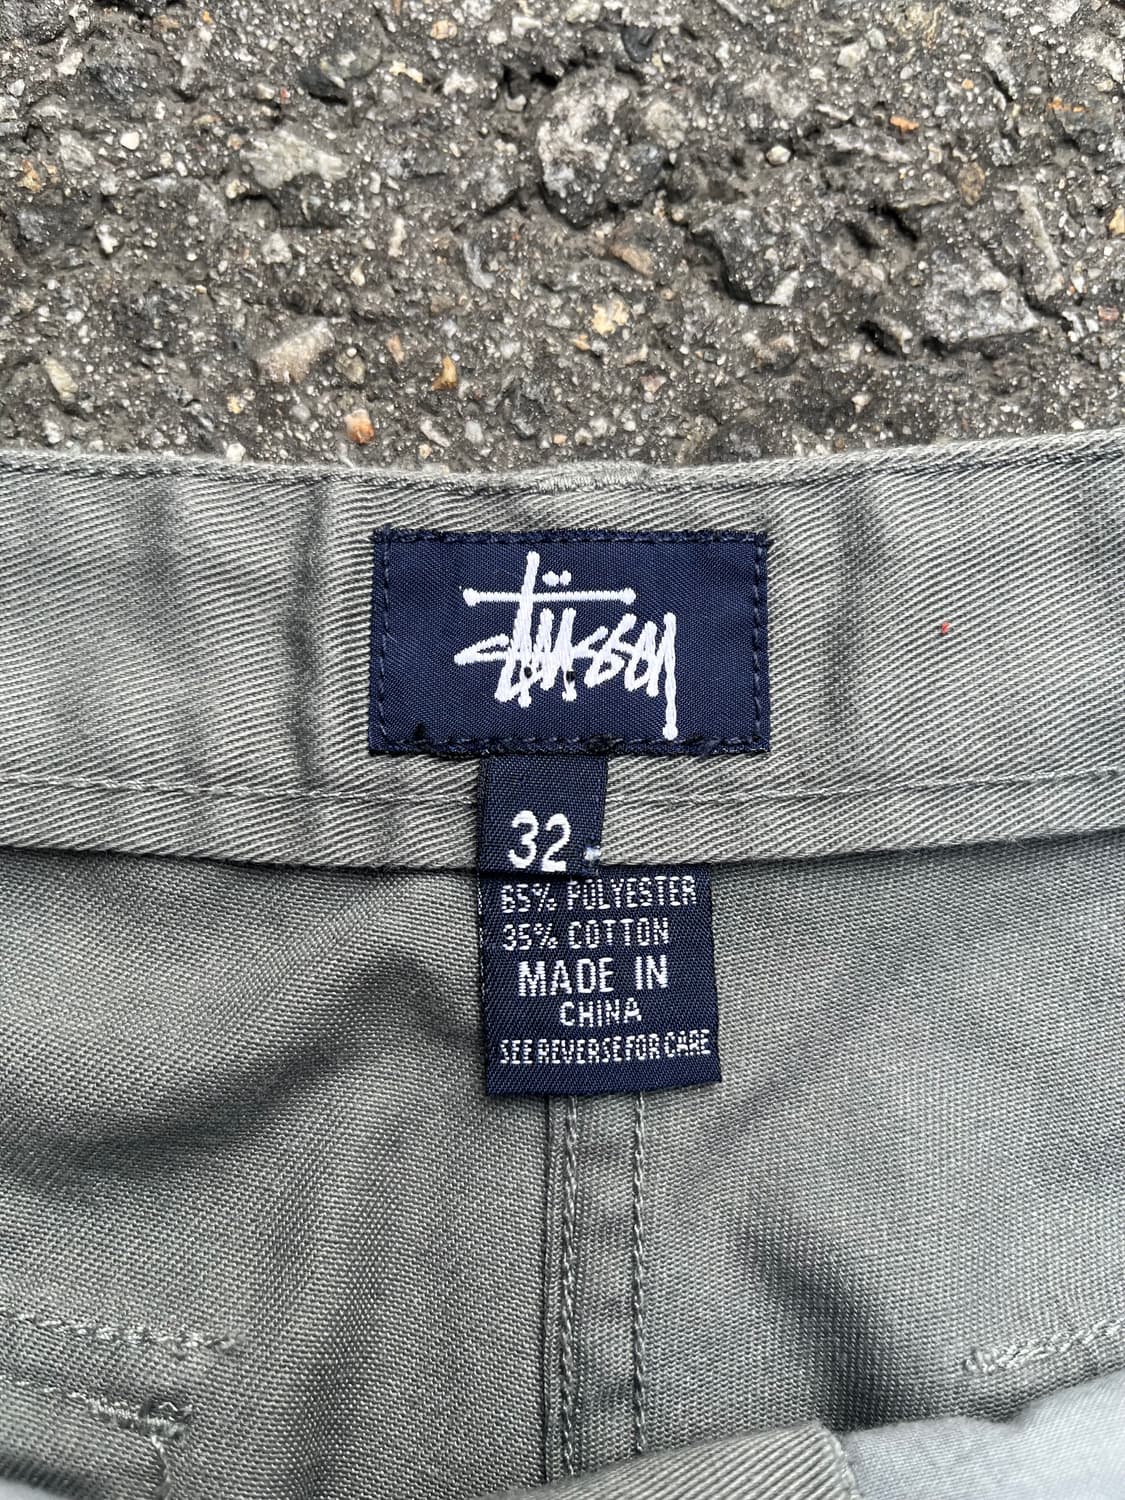 Stüssy
32
65% POLYESTER
35% COTTON
MADE IN
CHINA
SEE REVERSE FOR CARE